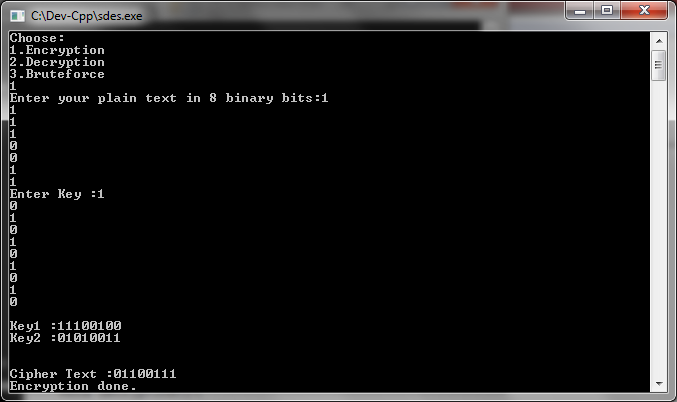 C:\Dev-Cpp\sdes.exe
Choose:
1.Encryption
2.Decryption
3.Bruteforce
1
Enter your plain text in 8 binary bits:1
1
1
1
0
0
1
1
Enter Key :1
0
1
0
1
0
1
0
1
0
Key1 :11100100
Key2 :01010011
Cipher Text :01100111
Encryption done.